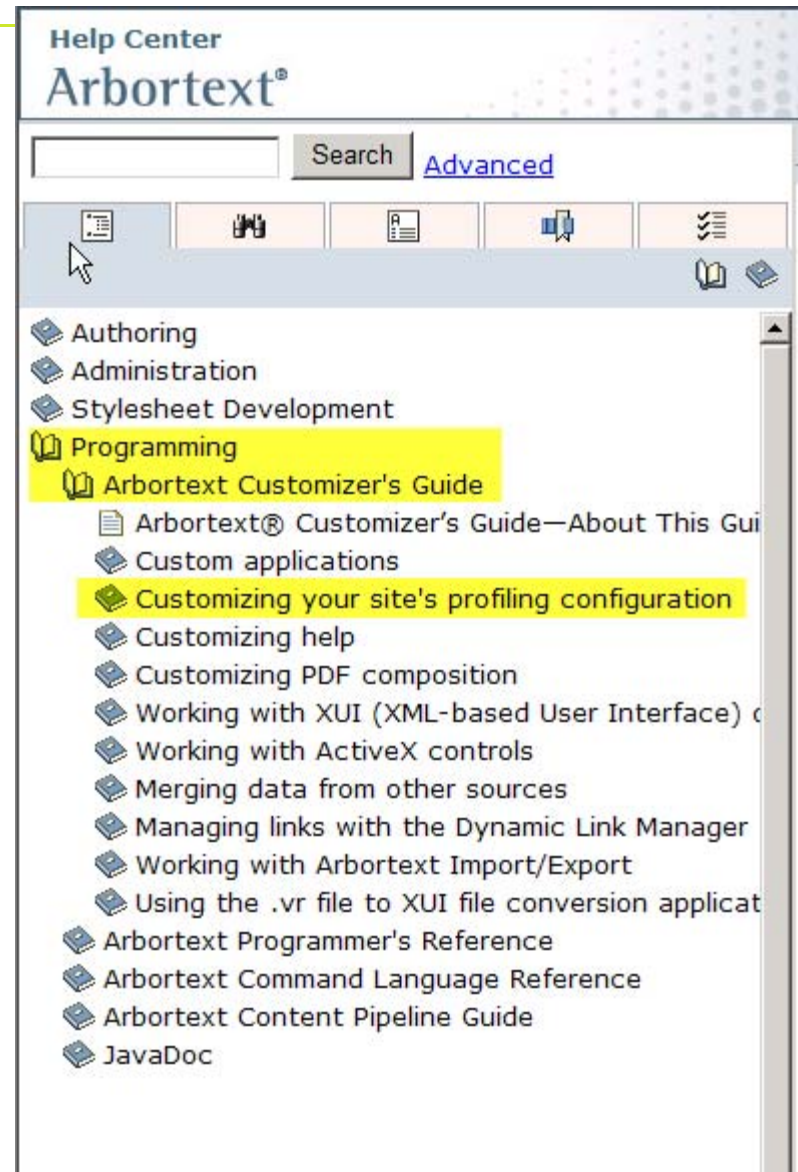 Help Center
Arbortext®
Search Advanced
Authoring
Administration
Stylesheet Development
Programming
Arbortext Customizer's Guide
Arbortext® Customizer’s Guide—About This Gui
Custom applications
Customizing your site's profiling configuration
Customizing help
Customizing PDF composition
Working with XUI (XML-based User Interface)
Working with ActiveX controls
Merging data from other sources
Managing links with the Dynamic Link Manager
Working with Arbortext Import/Export
Using the .vr file to XUI file conversion applicat
Arbortext Programmer's Reference
Arbortext Command Language Reference
Arbortext Content Pipeline Guide
JavaDoc